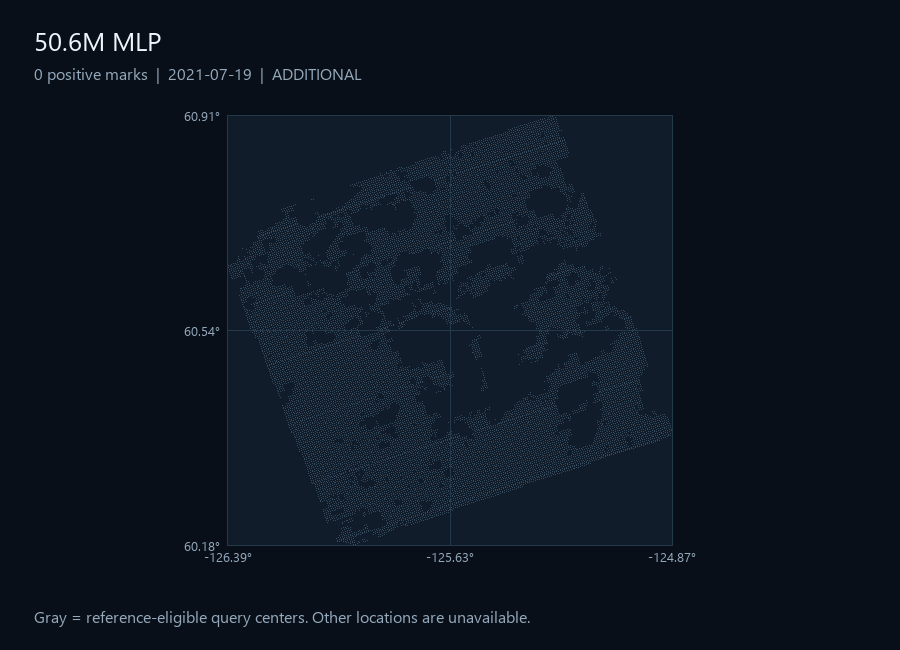 50.6M MLP
0 positive marks | 2021-07-19 | ADDITIONAL
60.91°
60.54°
60.18°
-126.39°
-125.63°
-124.87°
Gray = reference-eligible query centers. Other locations are unavailable.